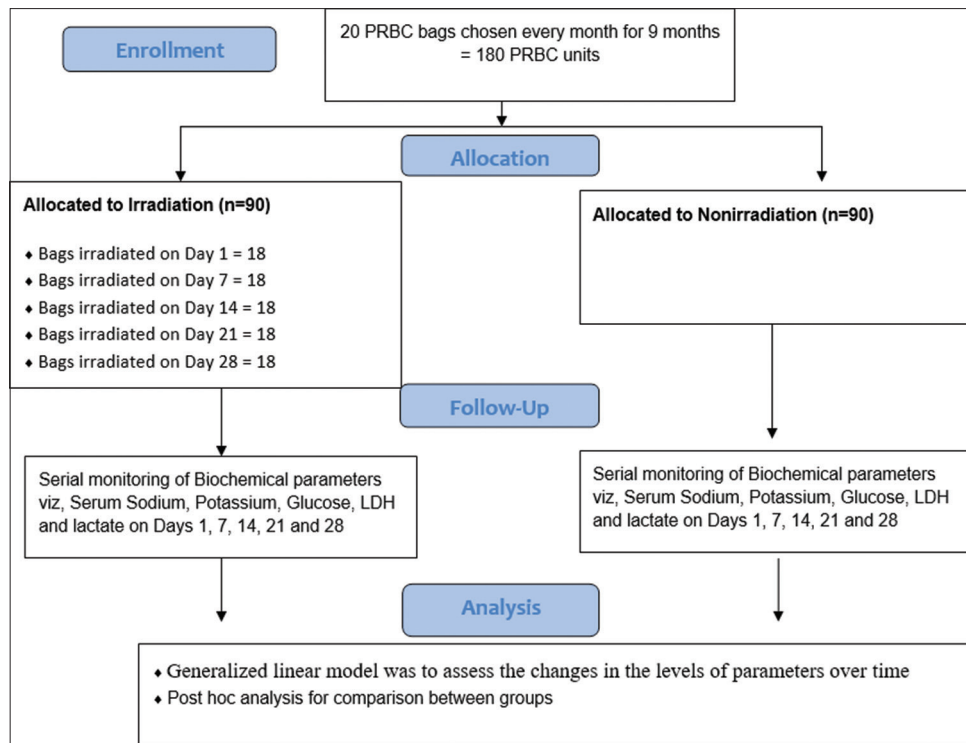 Enrollment
20 PRBC bags chosen every month for 9 months
= 180 PRBC units
Allocation
Allocated to Irradiation (n=90)
♦ Bags irradiated on Day 1 = 18
♦ Bags irradiated on Day 7 = 18
♦ Bags irradiated on Day 14 = 18
♦ Bags irradiated on Day 21 = 18
♦ Bags irradiated on Day 28 = 18
Allocated to Nonirradiation (n=90)
Follow-Up
Serial monitoring of Biochemical parameters
viz, Serum Sodium, Potassium, Glucose, LDH
and lactate on Days 1, 7, 14, 21 and 28
Serial monitoring of Biochemical parameters
viz, Serum Sodium, Potassium, Glucose, LDH
and lactate on Days 1, 7, 14, 21 and 28
Analysis
♦ Generalized linear model was to assess the changes in the levels of parameters over time
♦ Post hoc analysis for comparison between groups